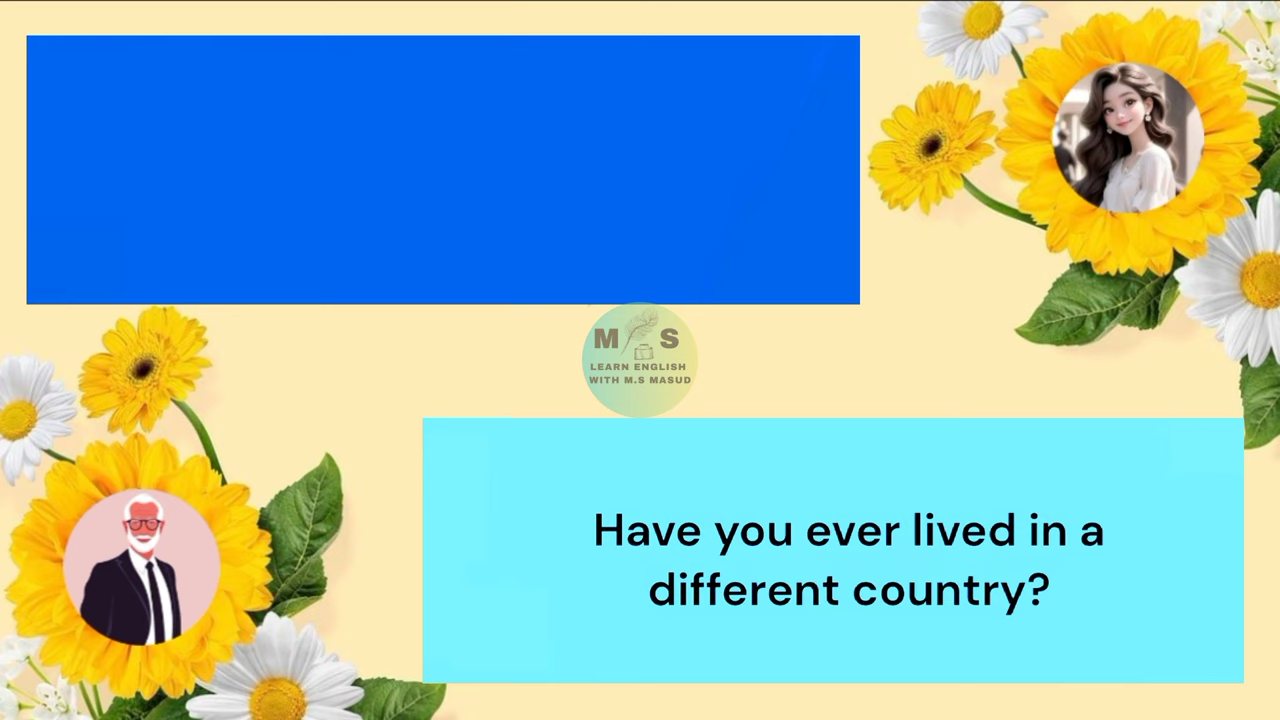 M S
LEARN ENGLISH
WITH M.S MASUD
Have you ever lived in a
different country?